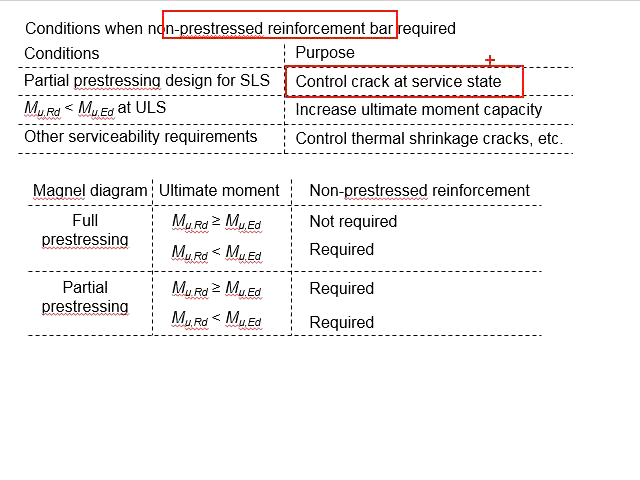 Conditions when non-prestressed reinforcement bar required
Conditions Purpose
Partial prestressing design for SLS Control crack at service state
Mu,Rd < Mu,Ed at ULS Increase ultimate moment capacity
Other serviceability requirements Control thermal shrinkage cracks, etc.
Magnel diagram Ultimate moment Non-prestressed reinforcement
Full prestressing Mu,Rd ≥ Mu,Ed Not required
Mu,Rd < Mu,Ed Required
Partial prestressing Mu,Rd ≥ Mu,Ed Required
Mu,Rd < Mu,Ed Required